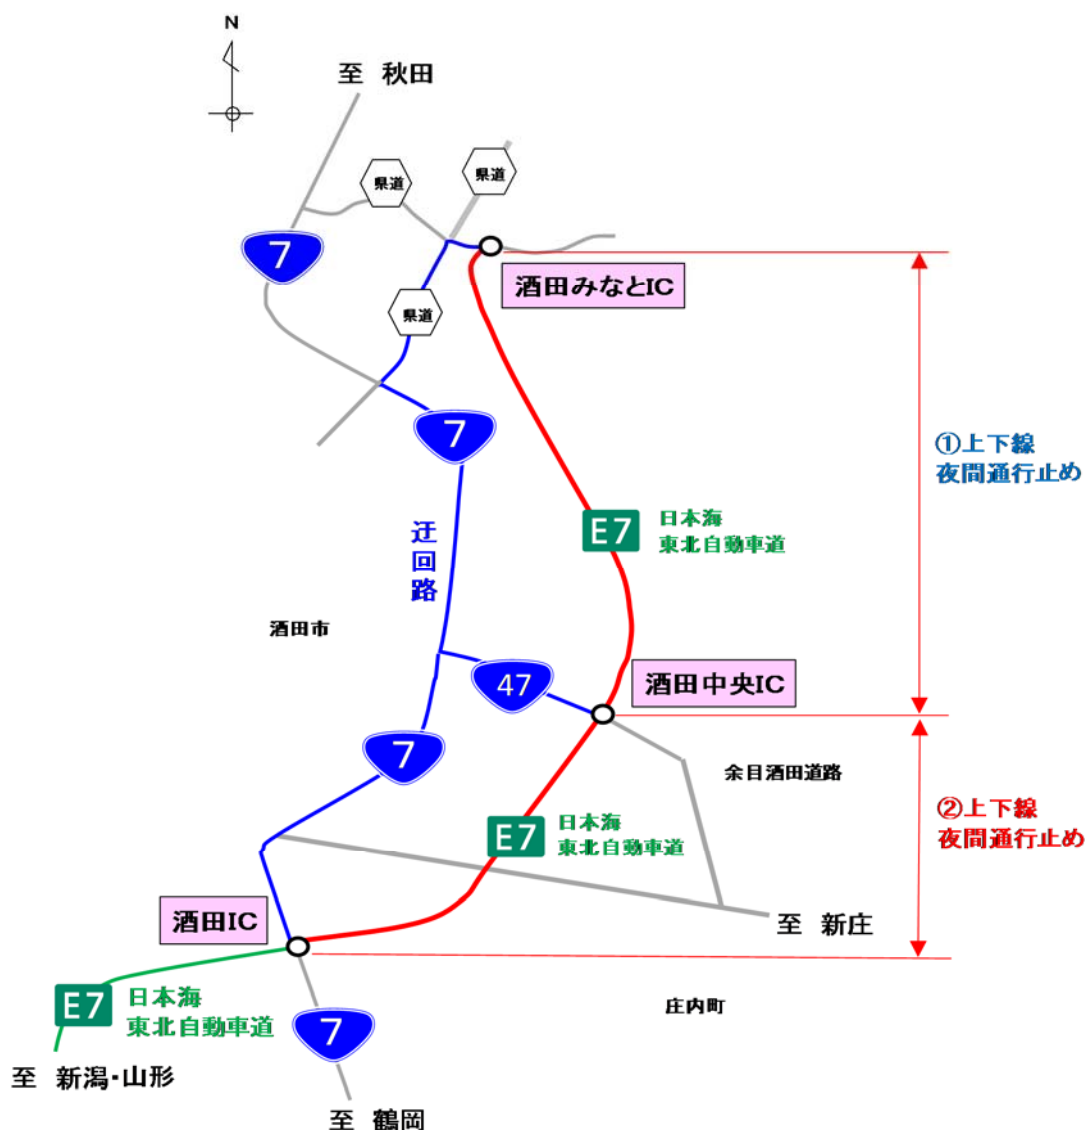 N
至 秋田
県道
県道
7
酒田みなとIC
県道
7
①上下線
夜間通行止め
E7
日本海
東北自動車道
迂回路
酒田市
47
酒田中央IC
7
余目酒田道路
②上下線
夜間通行止め
E7
日本海
東北自動車道
酒田IC
至 新庄
E7
日本海
東北自動車道
庄内町
7
至 新潟・山形
至 鶴岡